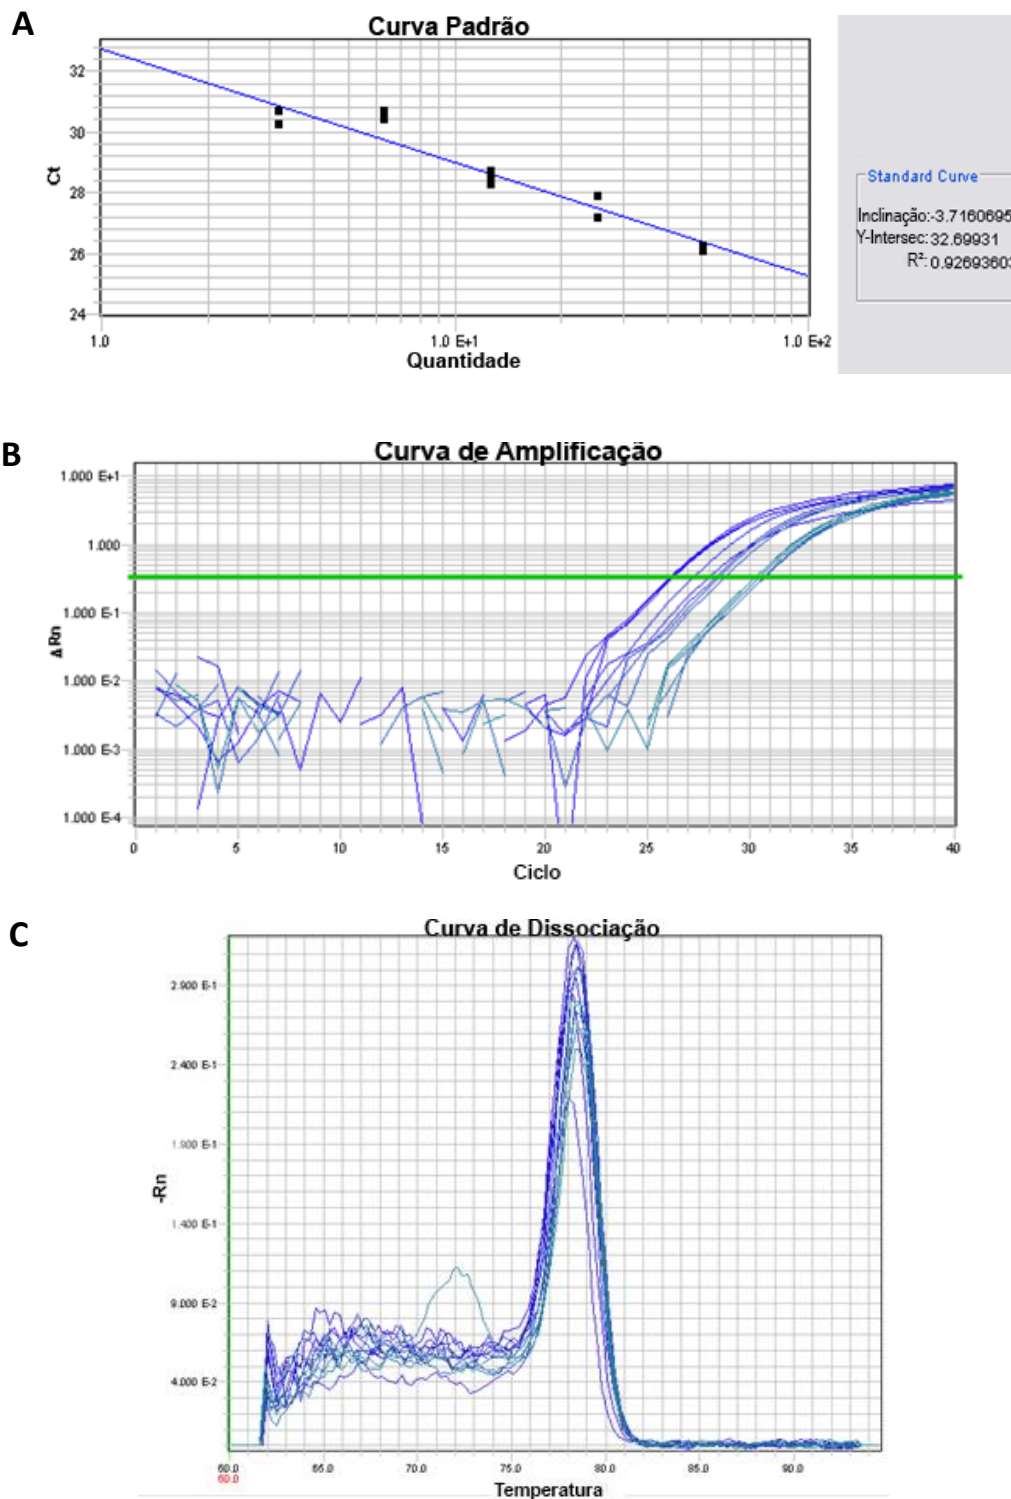 A
Curva Padrão
32
30
28
26
24
Ct
1.0
1.0 E+1
1.0 E+2
Quantidade
Standard Curve
Inclinação:-3.7160695
Y-Intersec: 32.69931
R²: 0.9269360
B
Curva de Amplificação
1.000 E+1
1.000
1.000 E-1
1.000 E-2
1.000 E-3
1.000 E-4
ΔRn
0 5 10 15 20 25 30 35 40
Ciclo
C
Curva de Dissociação
2.900 E-1
2.400 E-1
1.900 E-1
1.400 E-1
9.000 E-2
4.000 E-2
-Rn
60.0 65.0 70.0 75.0 80.0 85.0 90.0
60.0
Temperatura